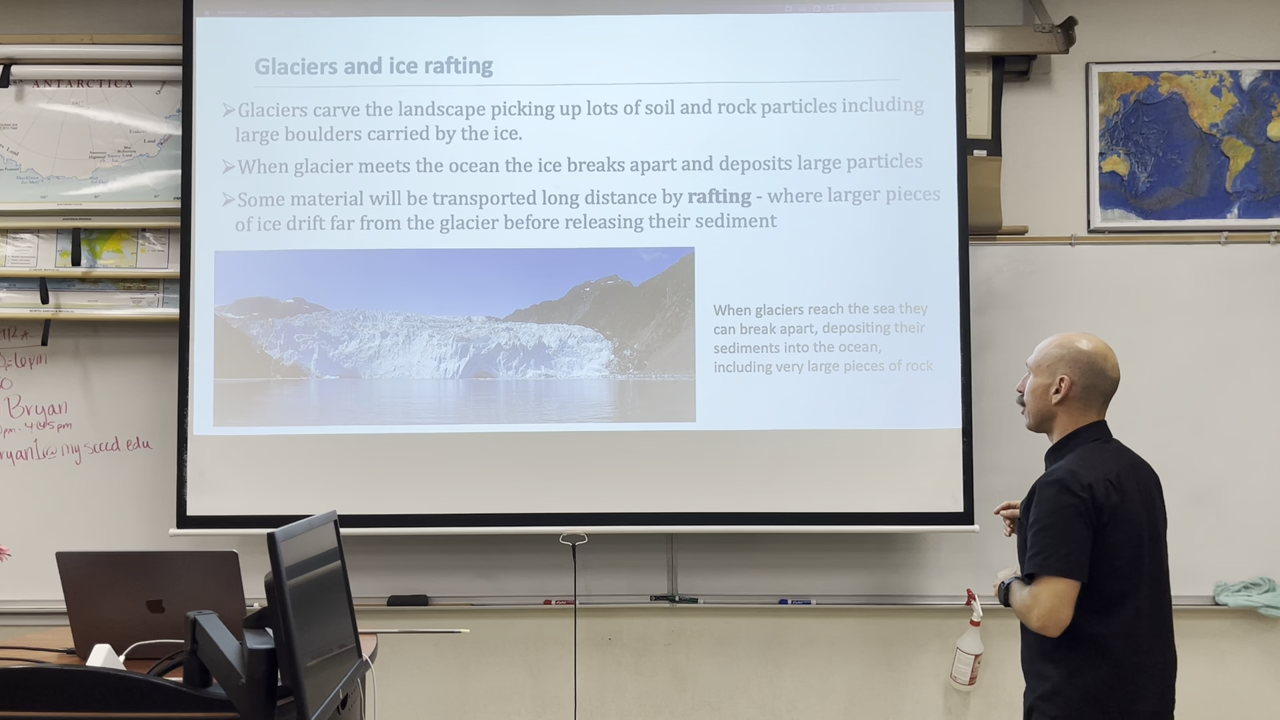 Glaciers and ice rafting
➢Glaciers carve the landscape picking up lots of soil and rock particles including
large boulders carried by the ice.
➢When glacier meets the ocean the ice breaks apart and deposits large particles
➢Some material will be transported long distance by rafting - where larger pieces
of ice drift far from the glacier before releasing their sediment
When glaciers reach the sea they
can break apart, depositing their
sediments into the ocean,
including very large pieces of rock
ANTARCTICA
Bryan